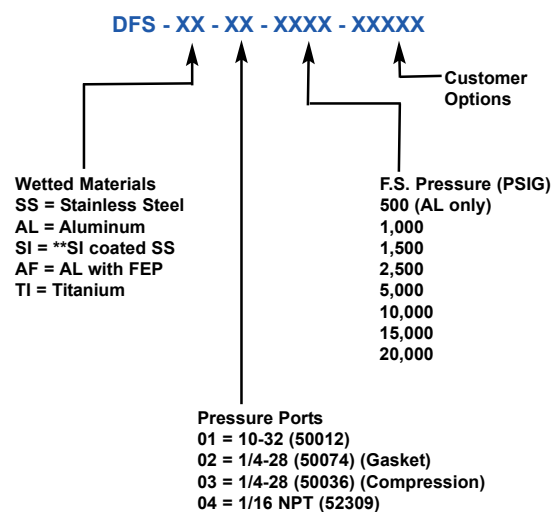 DFS - XX - XX - XXXX - XXXXX
Customer
Options
Wetted Materials
SS = Stainless Steel
AL = Aluminum
SI = **SI coated SS
AF = AL with FEP
TI = Titanium
F.S. Pressure (PSIG)
500 (AL only)
1,000
1,500
2,500
5,000
10,000
15,000
20,000
Pressure Ports
01 = 10-32 (50012)
02 = 1/4-28 (50074) (Gasket)
03 = 1/4-28 (50036) (Compression)
04 = 1/16 NPT (52309)